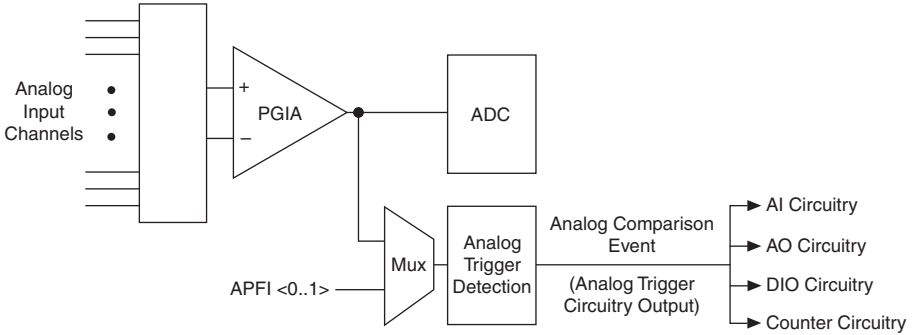 Analog
Input
Channels
+
PGIA
–
ADC
APFI <0..1>
Mux
Analog
Trigger
Detection
Analog Comparison
Event
(Analog Trigger
Circuitry Output)
AI Circuitry
AO Circuitry
DIO Circuitry
Counter Circuitry